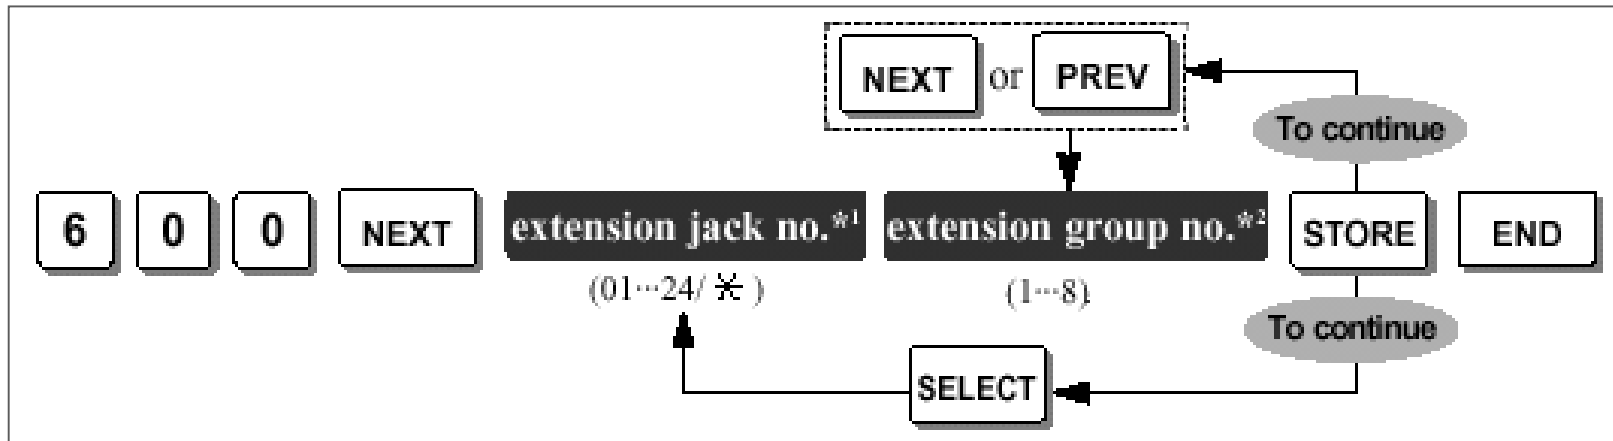 NEXT or PREV
To continue
6 0 0 NEXT extension jack no.*1 extension group no.*2 STORE END
(01···24/ ✕ ) (1···8)
To continue
SELECT